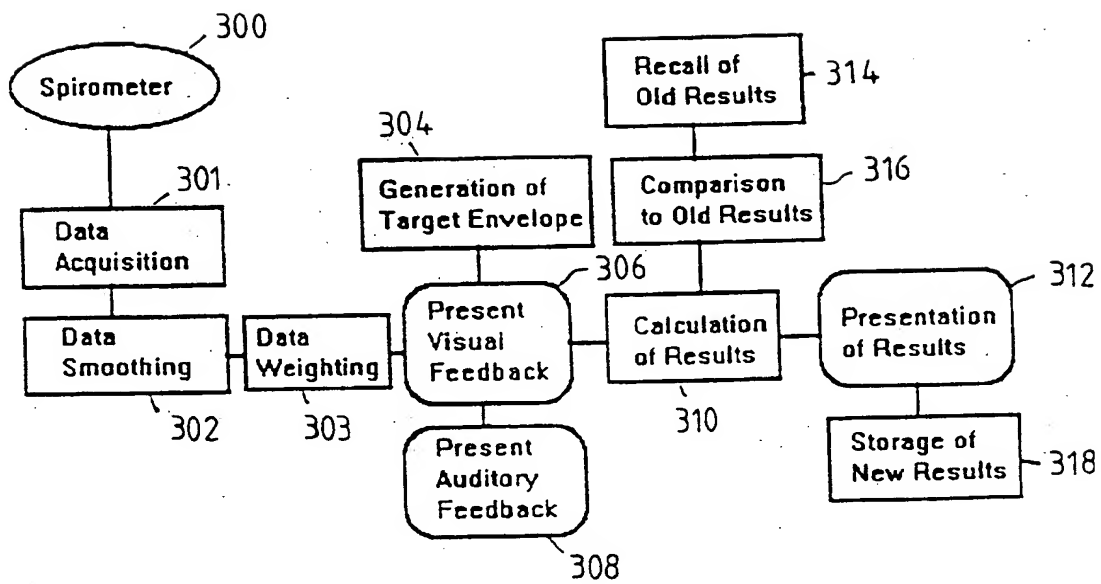 300
Spirometer
301
Data
Acquisition
Data
Smoothing
302
Data
Weighting
303
304
Generation of
Target Envelope
306
Present
Visual
Feedback
Present
Auditory
Feedback
308
Recall of
Old Results
314
Comparison
to Old Results
316
Calculation
of Results
310
312
Presentation
of Results
Storage of
New Results
318